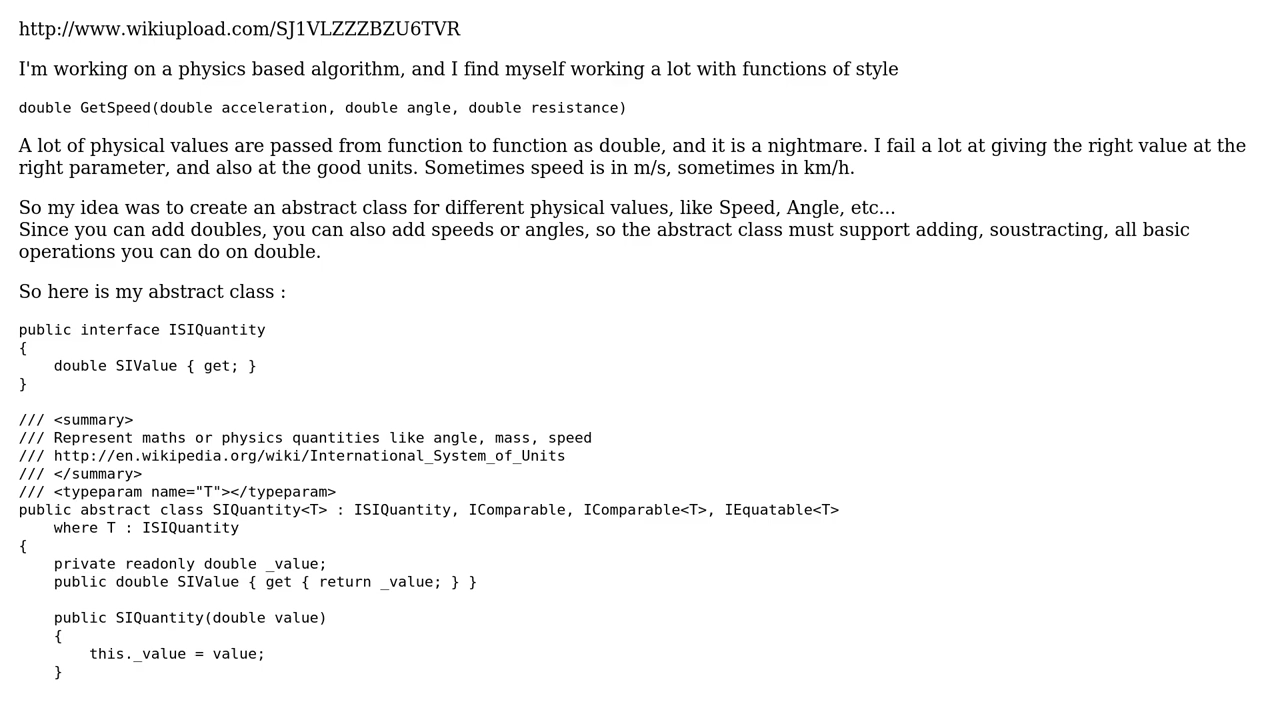 http://www.wikiupload.com/SJ1VLZZZBZU6TVR
I'm working on a physics based algorithm, and I find myself working a lot with functions of style
double GetSpeed(double acceleration, double angle, double resistance)
A lot of physical values are passed from function to function as double, and it is a nightmare. I fail a lot at giving the right value at the
right parameter, and also at the good units. Sometimes speed is in m/s, sometimes in km/h.
So my idea was to create an abstract class for different physical values, like Speed, Angle, etc...
Since you can add doubles, you can also add speeds or angles, so the abstract class must support adding, soustracting, all basic
operations you can do on double.
So here is my abstract class :
public interface ISIQuantity
{
    double SIValue { get; }
}
/// <summary>
/// Represent maths or physics quantities like angle, mass, speed
/// http://en.wikipedia.org/wiki/International_System_of_Units
/// </summary>
/// <typeparam name="T"></typeparam>
public abstract class SIQuantity<T> : ISIQuantity, IComparable, IComparable<T>, IEquatable<T>
    where T : ISIQuantity
{
    private readonly double _value;
    public double SIValue { get { return _value; } }
    public SIQuantity(double value)
    {
        this._value = value;
    }